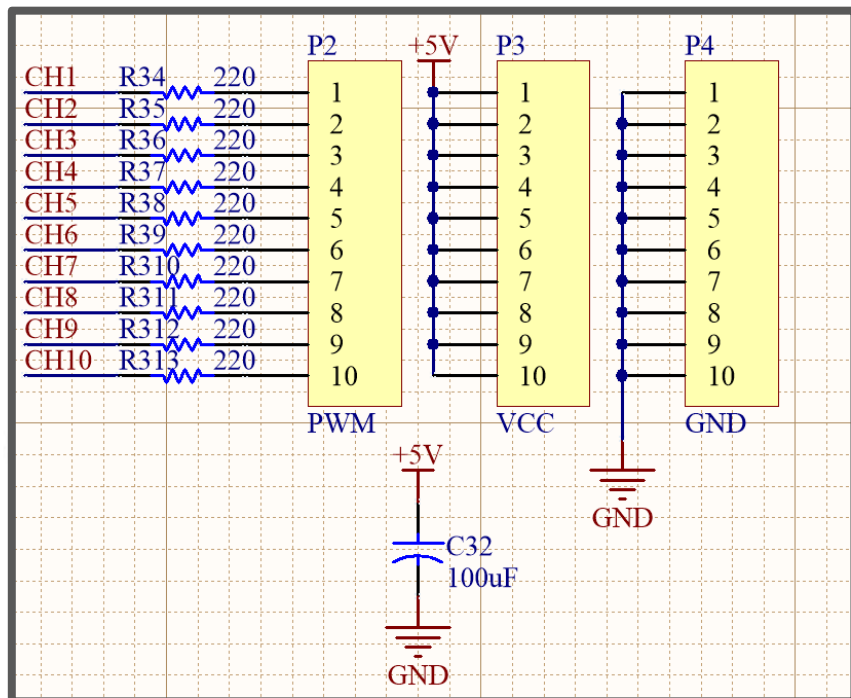 P2 +5V P3 P4
CH1 R34 220 1 1 1
CH2 R35 220 2 2 2
CH3 R36 220 3 3 3
CH4 R37 220 4 4 4
CH5 R38 220 5 5 5
CH6 R39 220 6 6 6
CH7 R310 220 7 7 7
CH8 R311 220 8 8 8
CH9 R312 220 9 9 9
CH10 R313 220 10 10 10
PWM VCC GND
+5V
GND
C32
100uF
GND